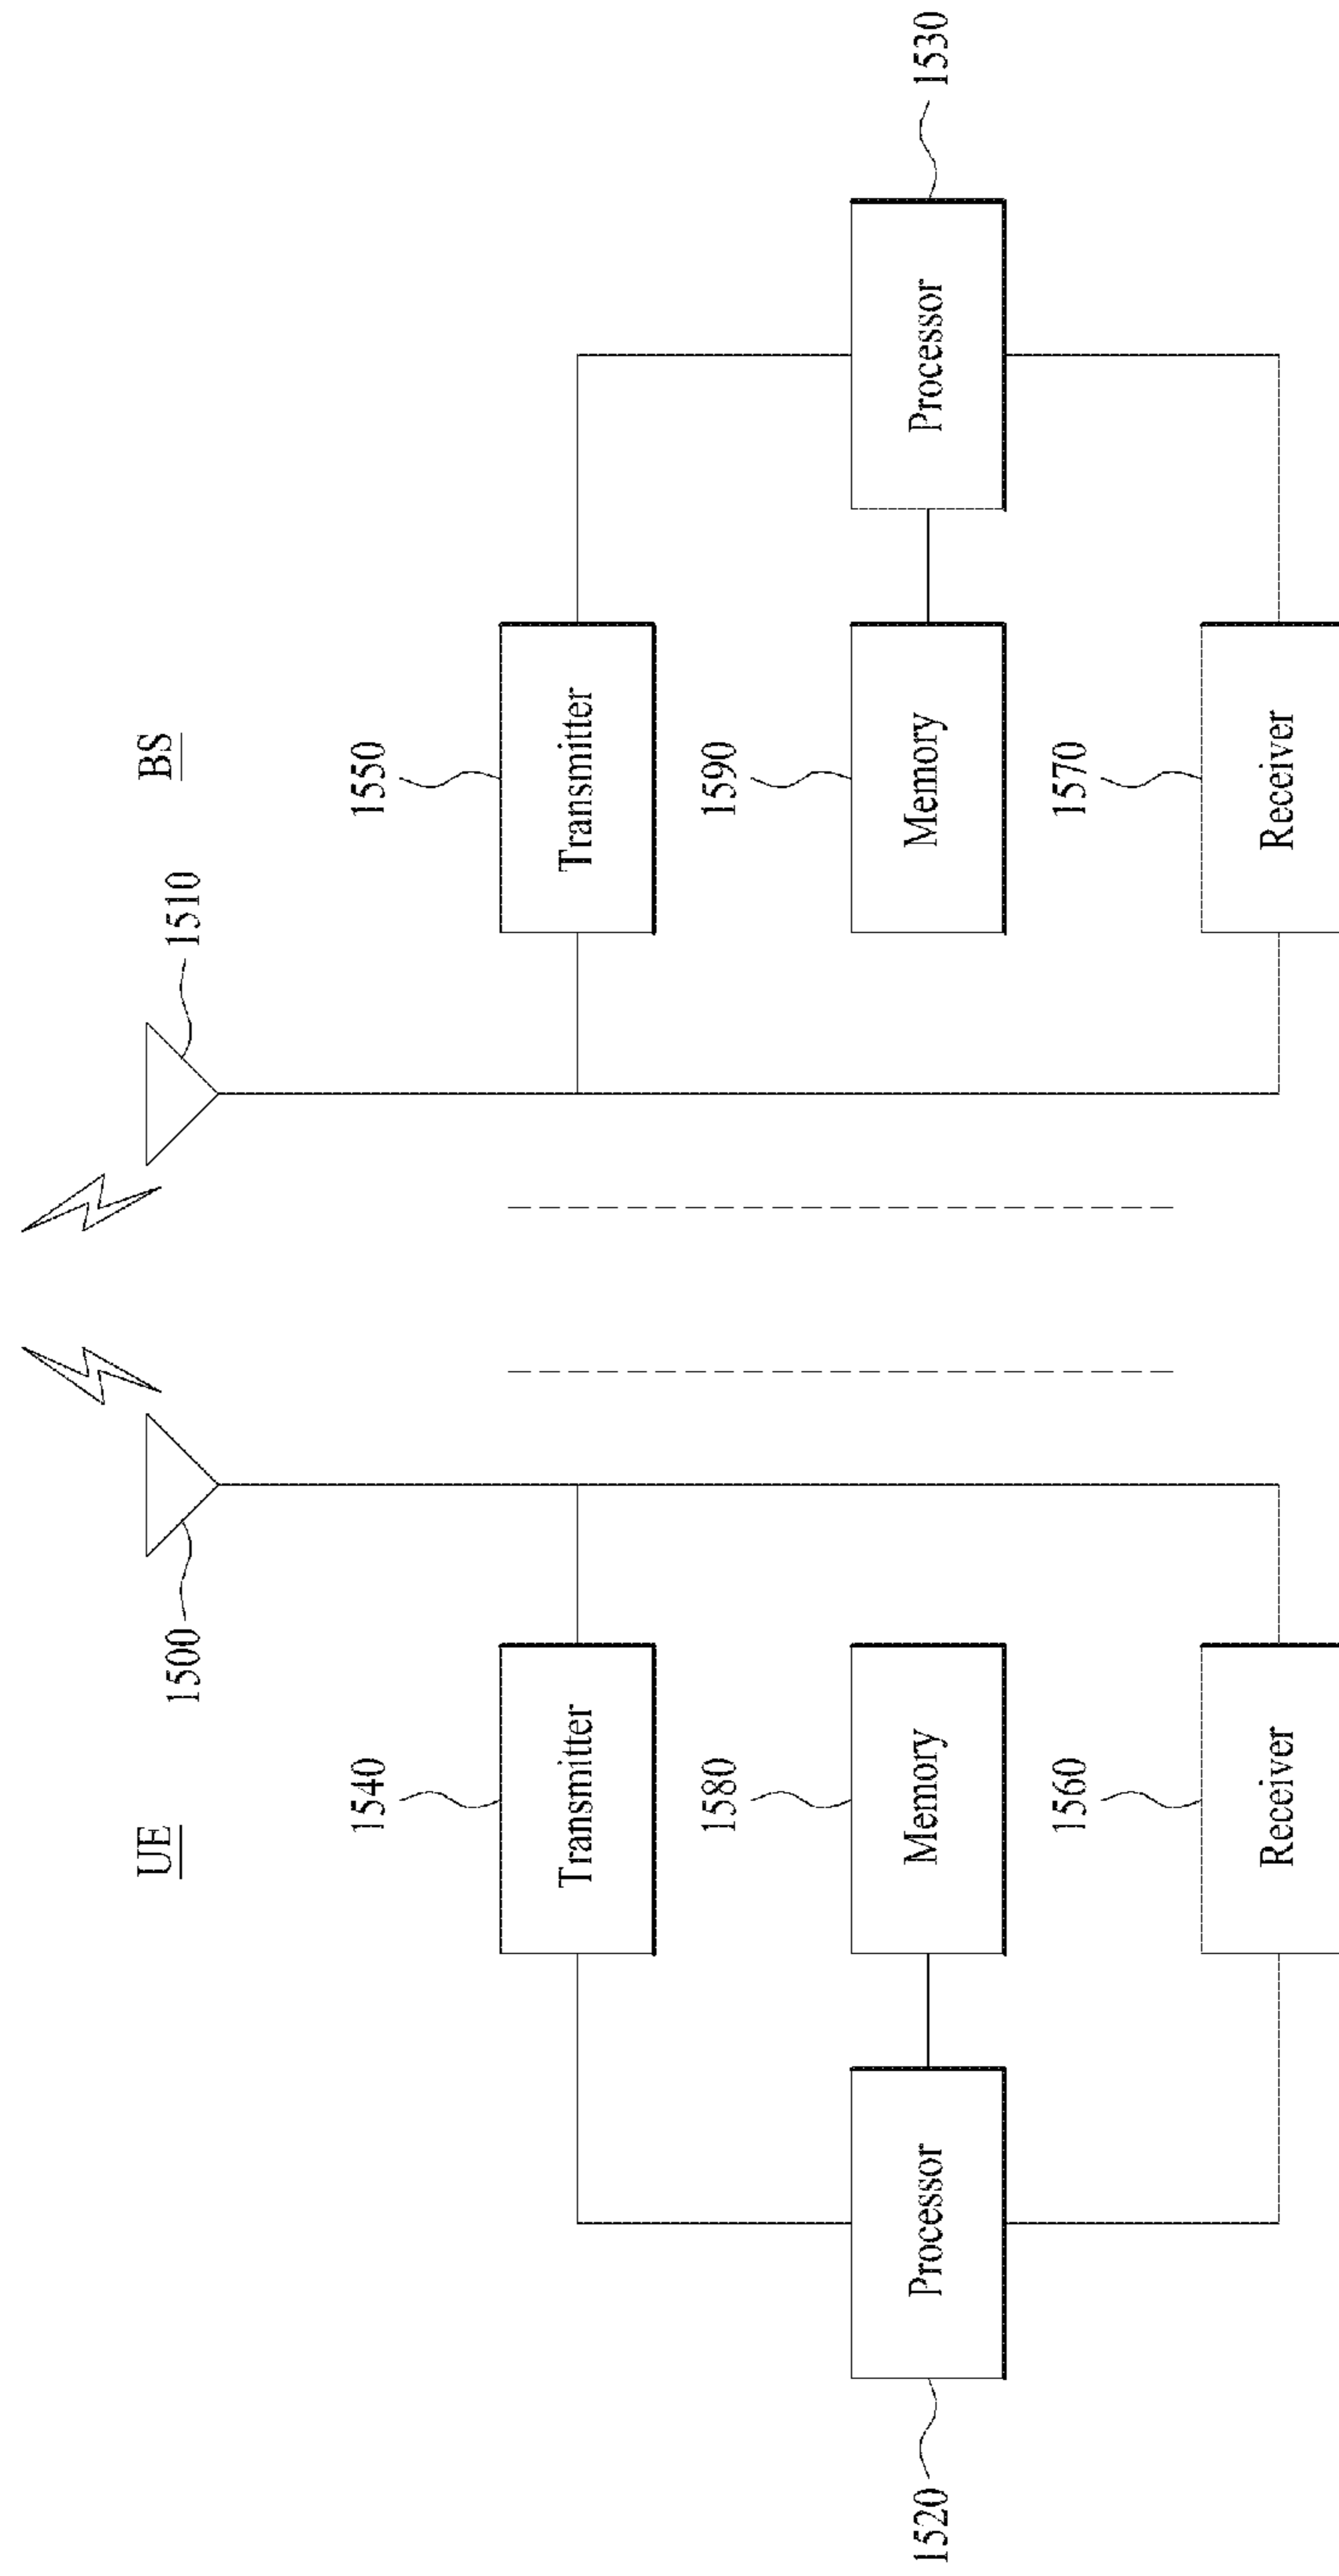 UE
BS
1500
1510
1540
Transmitter
1550
Transmitter
1520
Processor
1580
Memory
1590
Memory
Processor
1530
1560
Receiver
1570
Receiver